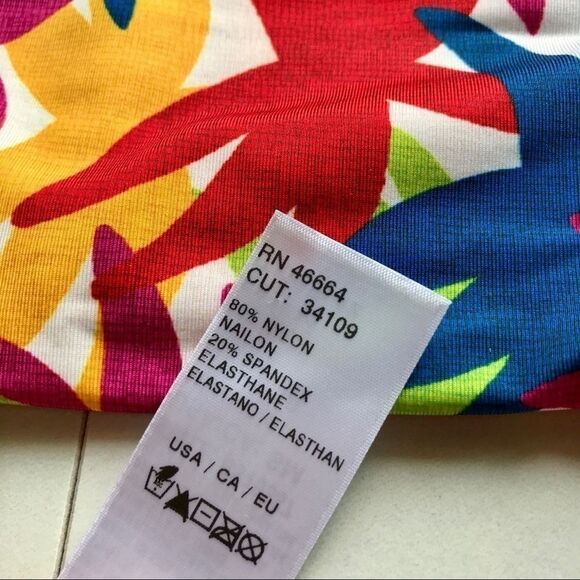 RN 46664
CUT: 34109
80% NYLON
NAILON
20% SPANDEX
ELASTHANE
ELASTANO / ELASTHAN
USA / CA / EU